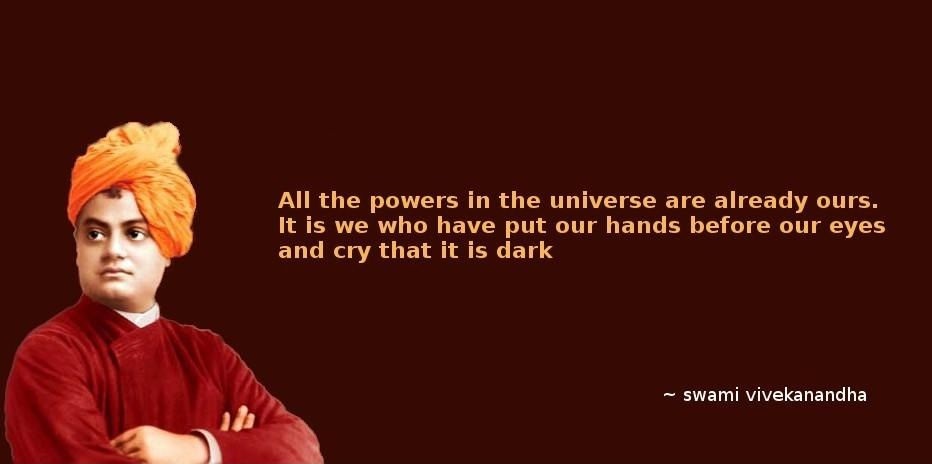 All the powers in the universe are already ours.
It is we who have put our hands before our eyes
and cry that it is dark
~ swami vivekanandha